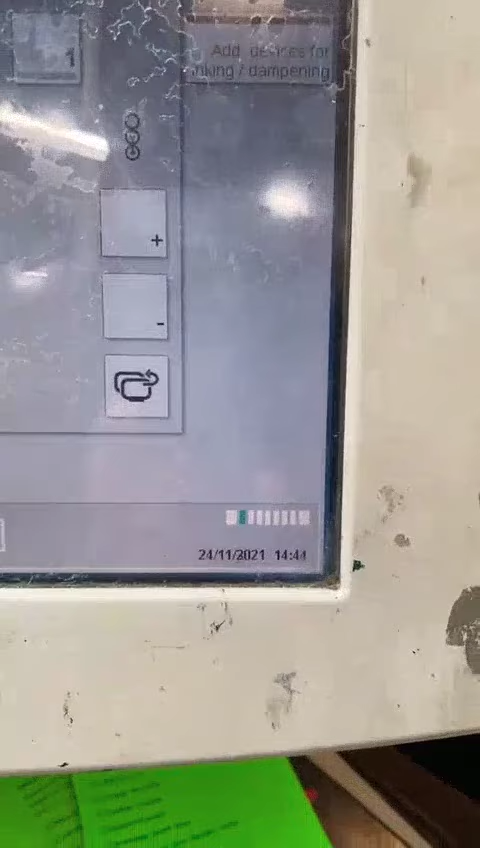 1
Add. devices for
inking / dampening
+
-
24/11/2021 14:44